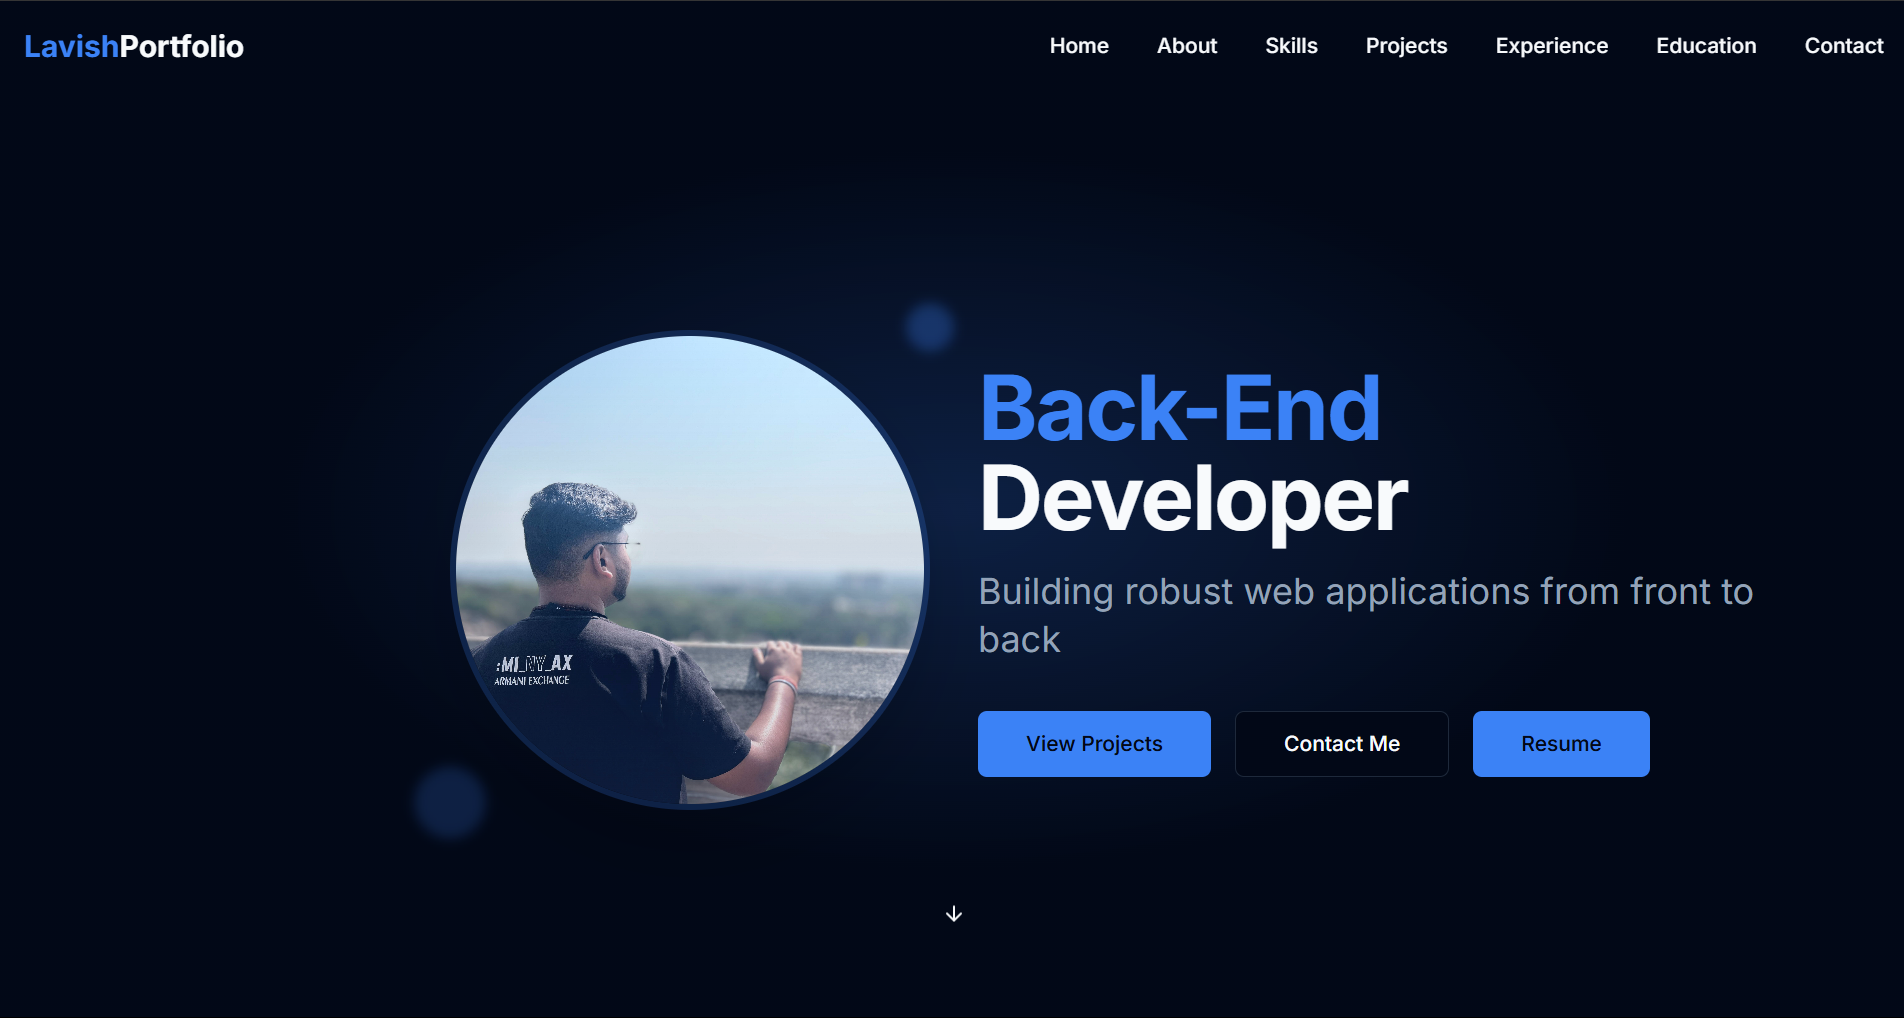 LavishPortfolio
Home About Skills Projects Experience Education Contact
Back-End
Developer
Building robust web applications from front to
back
:MI_NY_AX
ARMANI EXCHANGE
View Projects Contact Me Resume